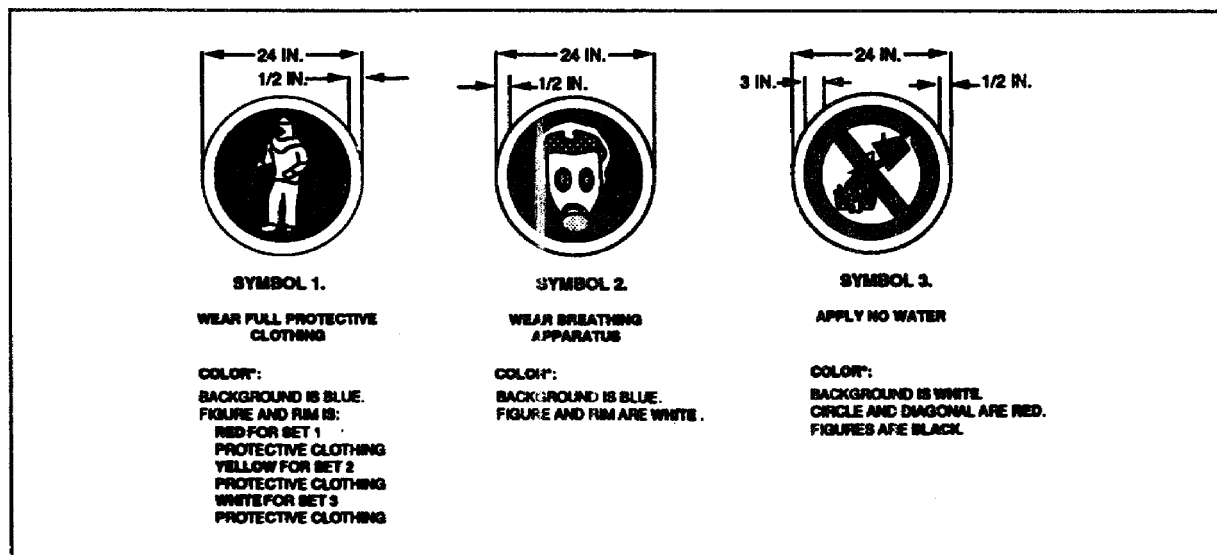 24 IN.
1/2 IN.
SYMBOL 1.
WEAR FULL PROTECTIVE
CLOTHING
COLOR*:
BACKGROUND IS BLUE.
FIGURE AND RIM IS:
RED FOR SET 1
PROTECTIVE CLOTHING
YELLOW FOR SET 2
PROTECTIVE CLOTHING
WHITE FOR SET 3
PROTECTIVE CLOTHING
24 IN.
1/2 IN.
SYMBOL 2.
WEAR BREATHING
APPARATUS
COLOR*:
BACKGROUND IS BLUE.
FIGURE AND RIM ARE WHITE.
24 IN.
3 IN.
1/2 IN.
SYMBOL 3.
APPLY NO WATER
COLOR*:
BACKGROUND IS WHITE.
CIRCLE AND DIAGONAL ARE RED.
FIGURES ARE BLACK.